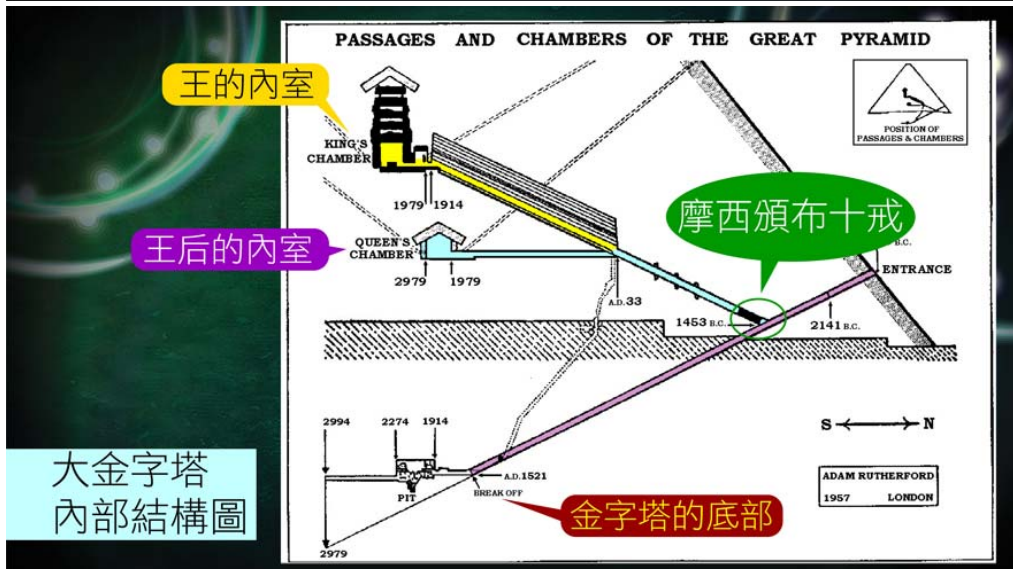 PASSAGES AND CHAMBERS OF THE GREAT PYRAMID
王的內室
POSITION OF
PASSAGES & CHAMBERS
KING'S
CHAMBER
1979 1914
摩西頒布十戒
王后的內室
QUEEN'S
CHAMBER
B.C.
ENTRANCE
2979 1979
A.D.33
1453 B.C.
2141 B.C.
2994 2274 1914
S N
大金字塔
內部結構圖
A.D.1521
PIT
BREAK OFF
金字塔的底部
ADAM RUTHERFORD
1957 LONDON
2979